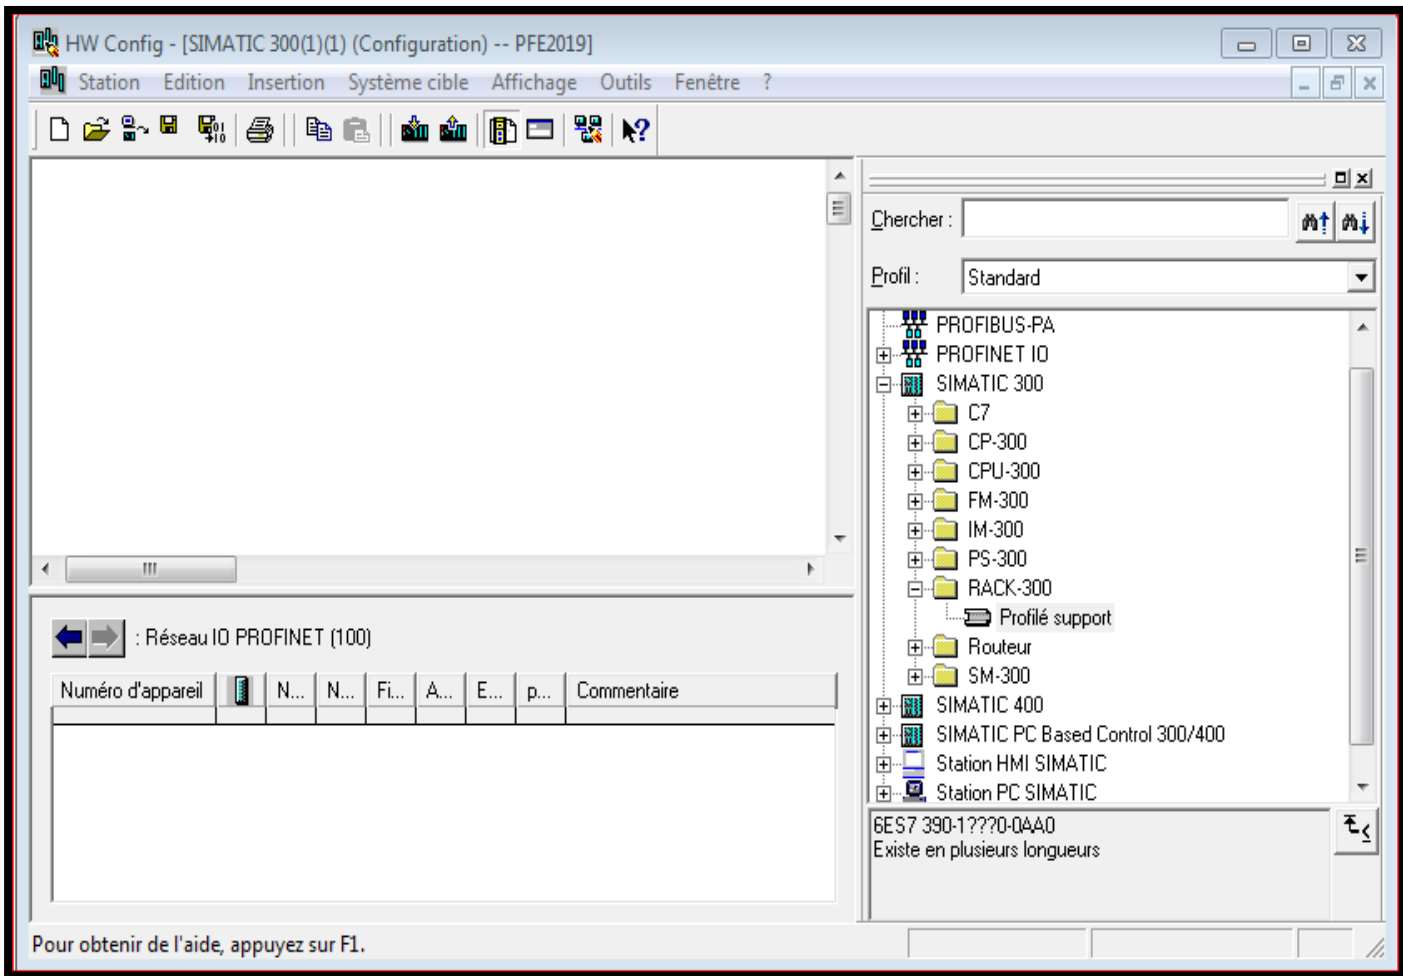 HW Config - [SIMATIC 300(1)(1) (Configuration) -- PFE2019]
Station Edition Insertion Système cible Affichage Outils Fenêtre ?
Chercher :
Profil : Standard
PROFIBUS-PA
PROFINET IO
SIMATIC 300
C7
CP-300
CPU-300
FM-300
IM-300
PS-300
RACK-300
Profilé support
Routeur
SM-300
SIMATIC 400
SIMATIC PC Based Control 300/400
Station HMI SIMATIC
Station PC SIMATIC
6ES7 390-1???0-0AA0
Existe en plusieurs longueurs
: Réseau IO PROFINET (100)
Numéro d'appareil N... N... Fi... A... E... p... Commentaire
Pour obtenir de l'aide, appuyez sur F1.